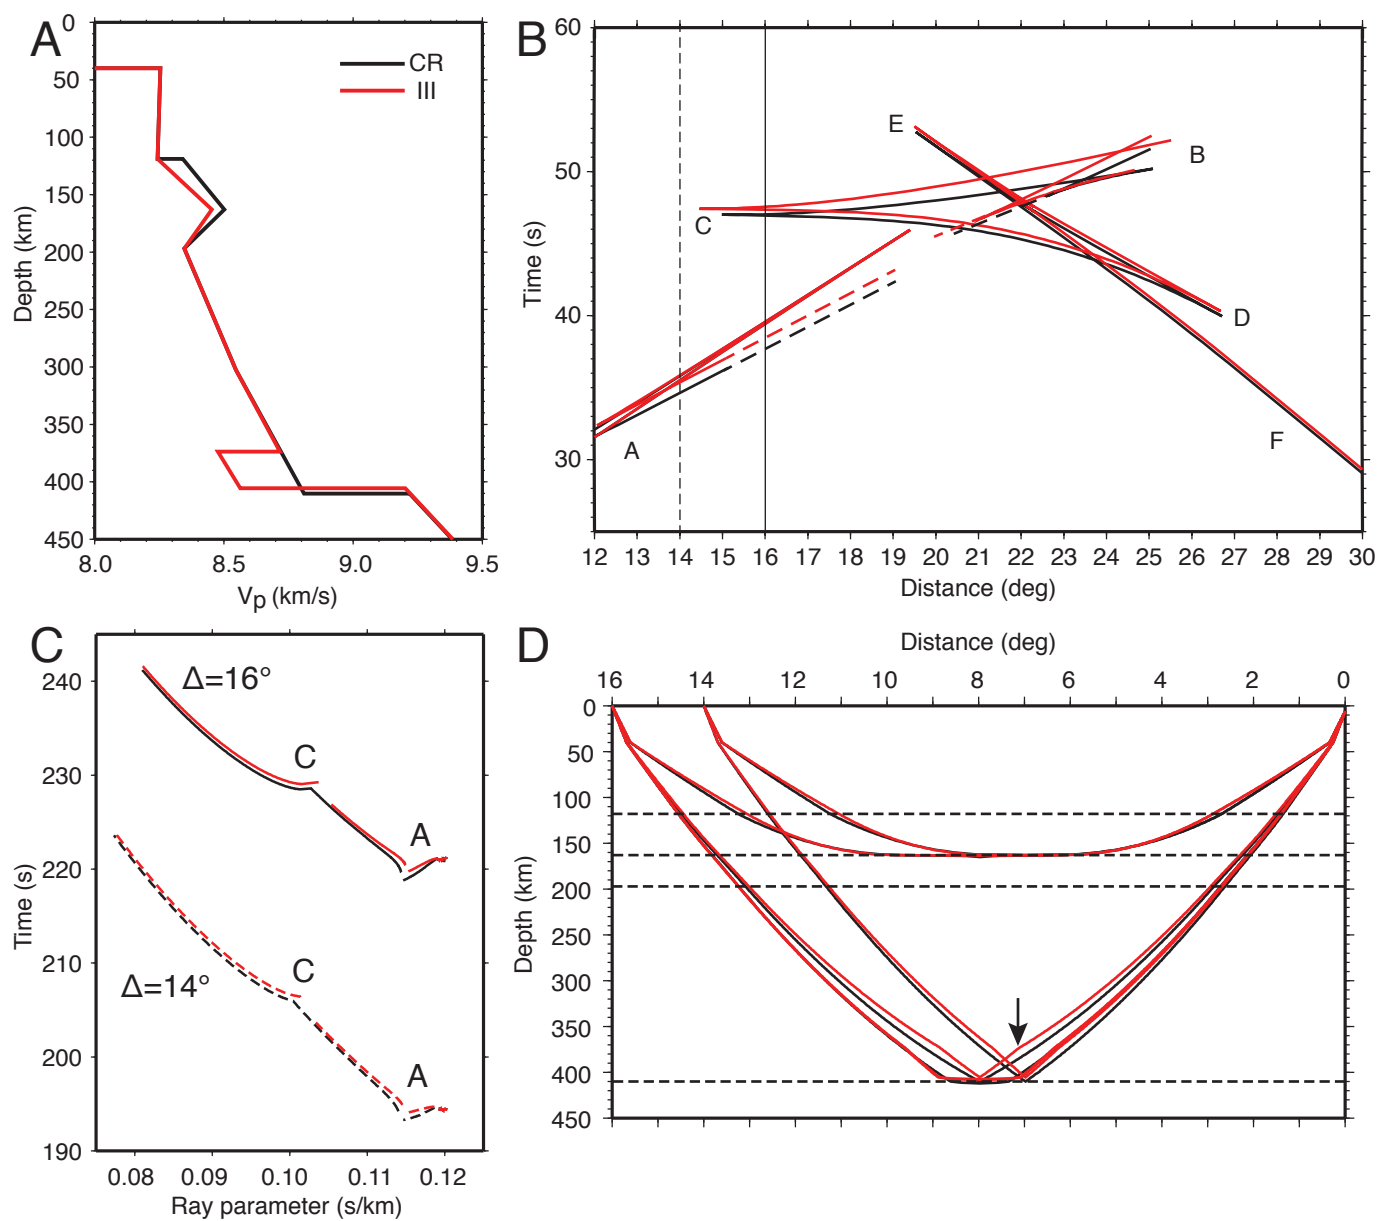 A
CR
III
0
50
100
150
200
250
300
350
400
450
8.0 8.5 9.0 9.5
Depth (km)
Vp (km/s)
B
60
50
40
30
Time (s)
E
B
C
D
A
F
12 13 14 15 16 17 18 19 20 21 22 23 24 25 26 27 28 29 30
Distance (deg)
C
240
230
220
210
200
190
Time (s)
Δ=16°
C
A
Δ=14°
C
A
0.08 0.09 0.10 0.11 0.12
Ray parameter (s/km)
D
Distance (deg)
16 14 12 10 8 6 4 2 0
0
50
100
150
200
250
300
350
400
450
Depth (km)